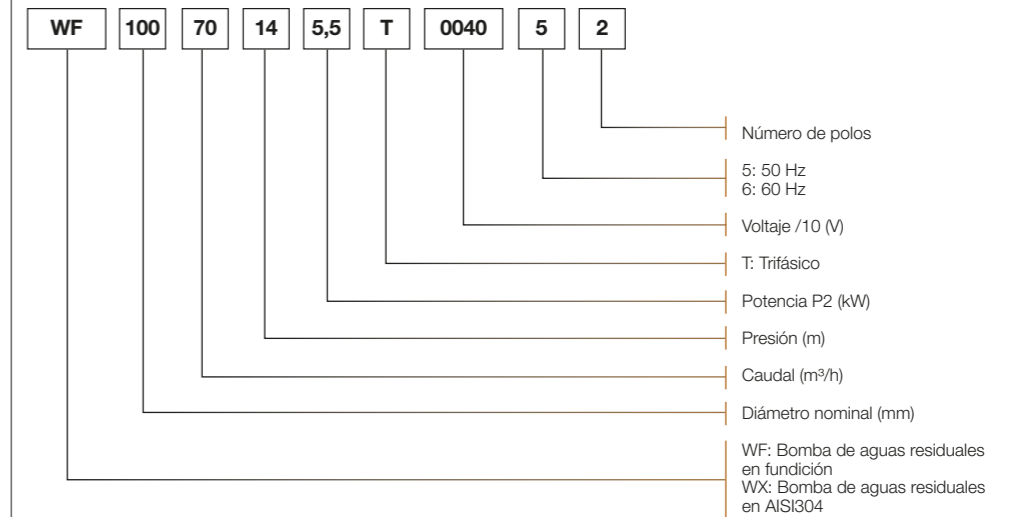 WF 100 70 14 5,5 T 0040 5 2
Número de polos
5: 50 Hz
6: 60 Hz
Voltaje /10 (V)
T: Trifásico
Potencia P2 (kW)
Presión (m)
Caudal (m³/h)
Diámetro nominal (mm)
WF: Bomba de aguas residuales
en fundición
WX: Bomba de aguas residuales
en AISI304